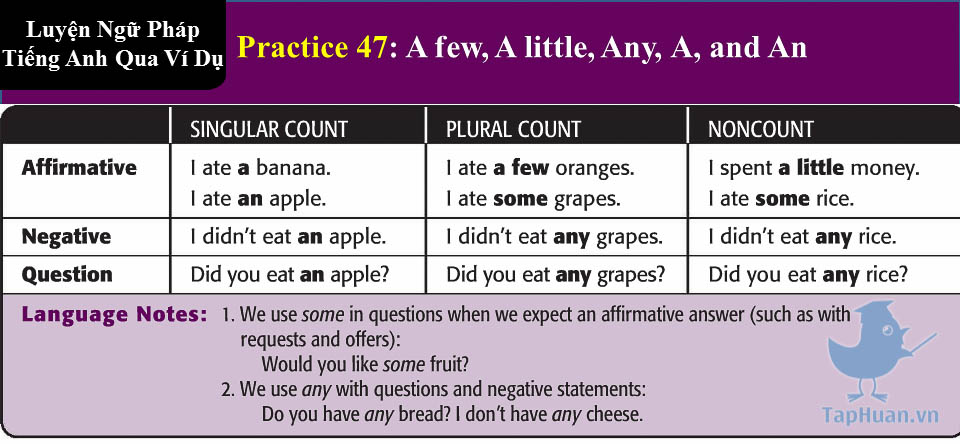 Luyện Ngữ Pháp
Tiếng Anh Qua Ví Dụ
Practice 47: A few, A little, Any, A, and An
SINGULAR COUNT PLURAL COUNT NONCOUNT
Affirmative I ate a banana. I ate a few oranges. I spent a little money.
I ate an apple. I ate some grapes. I ate some rice.
Negative I didn't eat an apple. I didn't eat any grapes. I didn't eat any rice.
Question Did you eat an apple? Did you eat any grapes? Did you eat any rice?
Language Notes: 1. We use some in questions when we expect an affirmative answer (such as with
requests and offers):
Would you like some fruit?
2. We use any with questions and negative statements:
Do you have any bread? I don't have any cheese.
TapHuan.vn